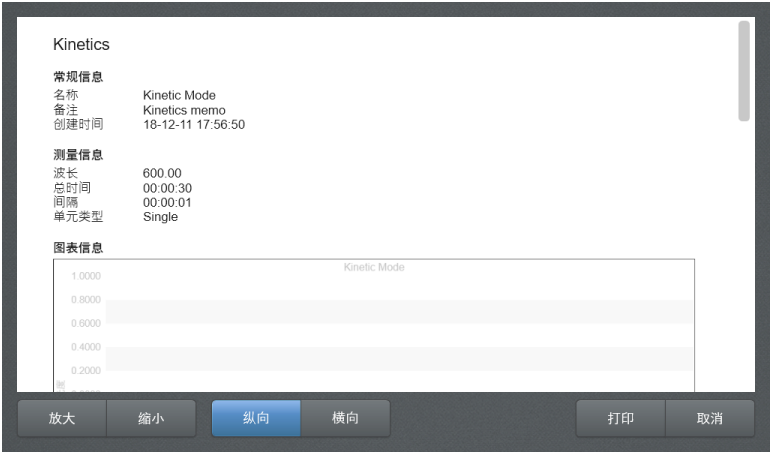 Kinetics
常规信息
名称 Kinetic Mode
备注 Kinetics memo
创建时间 18-12-11 17:56:50
测量信息
波长 600.00
总时间 00:00:30
间隔 00:00:01
单元类型 Single
图表信息
Kinetic Mode
1.0000
0.8000
0.6000
0.4000
0.2000
放大 缩小 纵向 横向 打印 取消